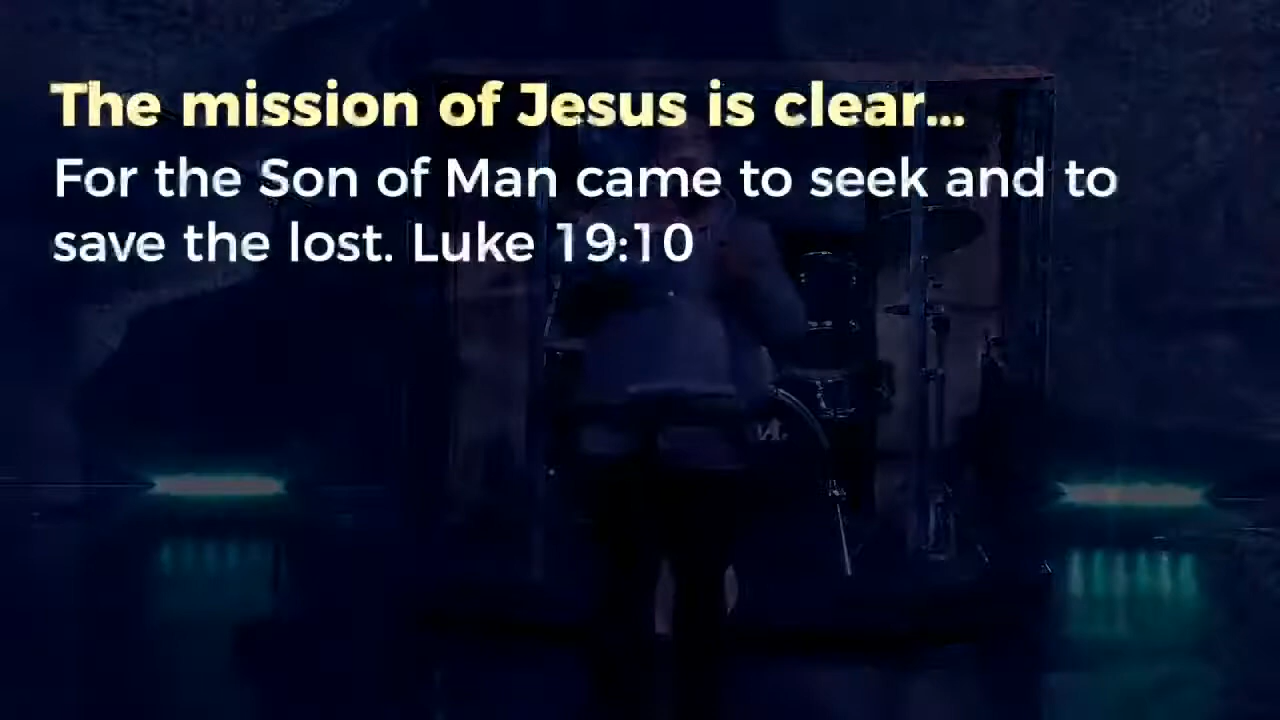 The mission of Jesus is clear...
For the Son of Man came to seek and to
save the lost. Luke 19:10